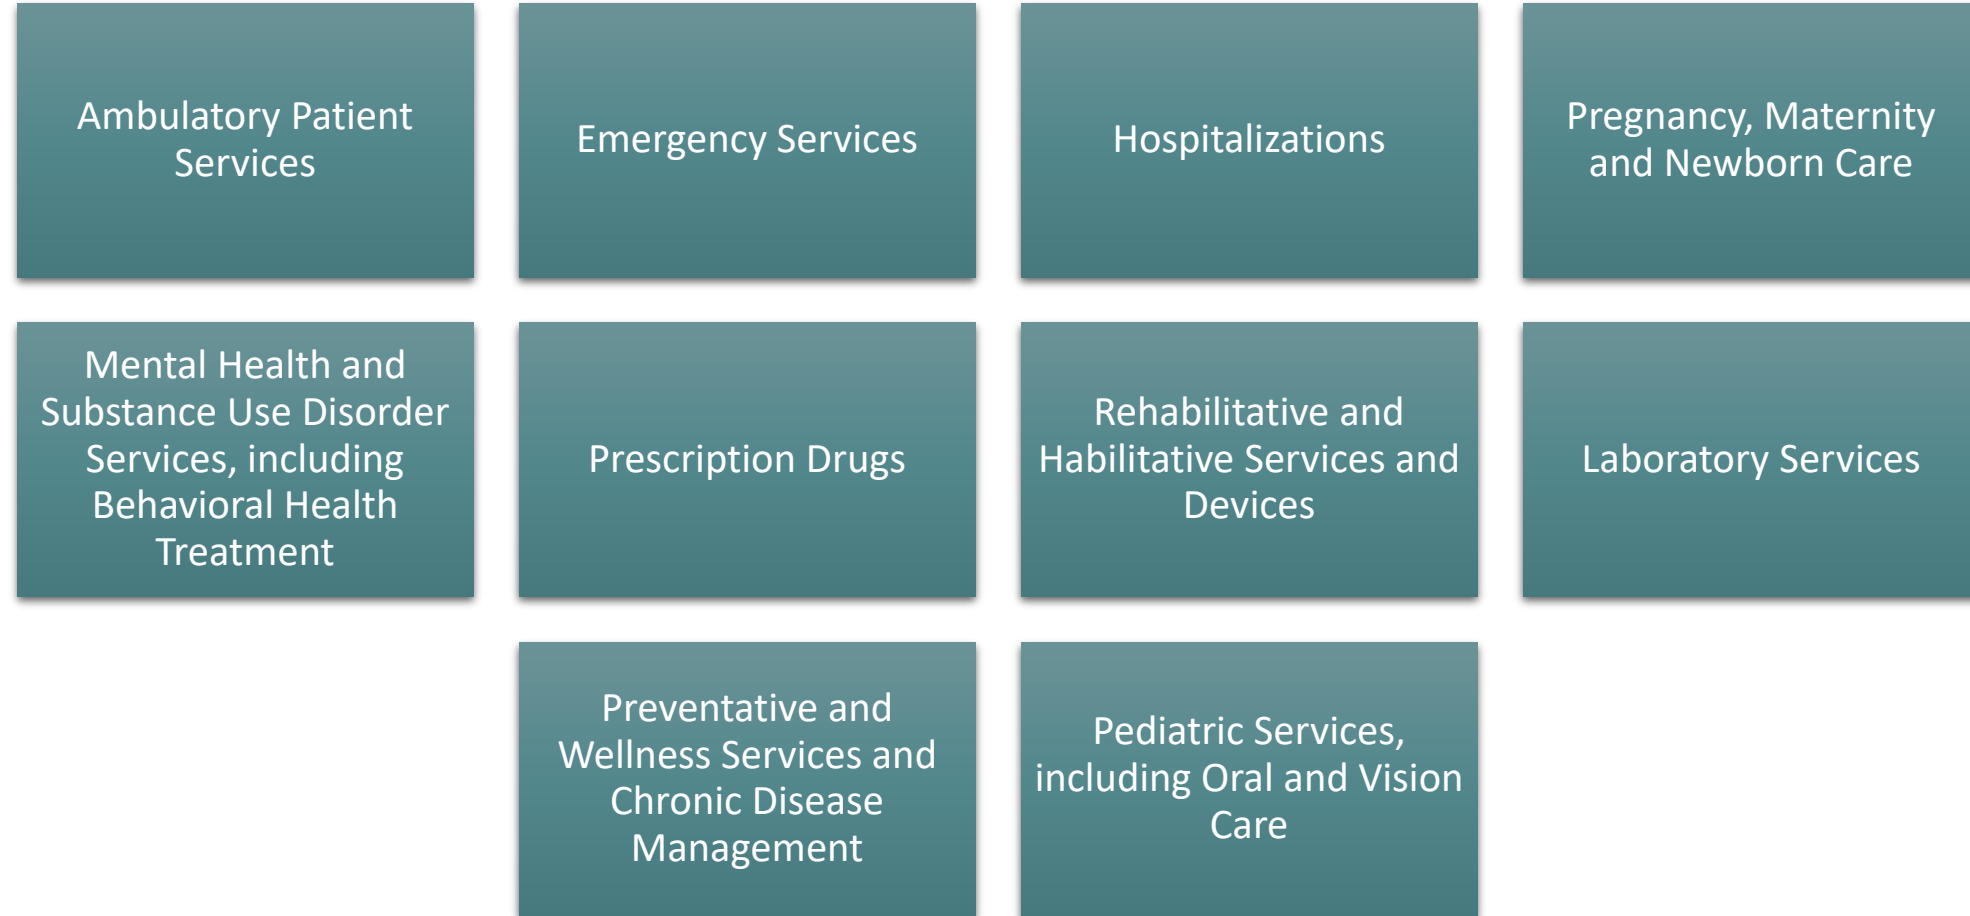 Ambulatory Patient
Services
Emergency Services
Hospitalizations
Pregnancy, Maternity
and Newborn Care
Mental Health and
Substance Use Disorder
Services, including
Behavioral Health
Treatment
Prescription Drugs
Rehabilitative and
Habilitative Services and
Devices
Laboratory Services
Preventative and
Wellness Services and
Chronic Disease
Management
Pediatric Services,
including Oral and Vision
Care